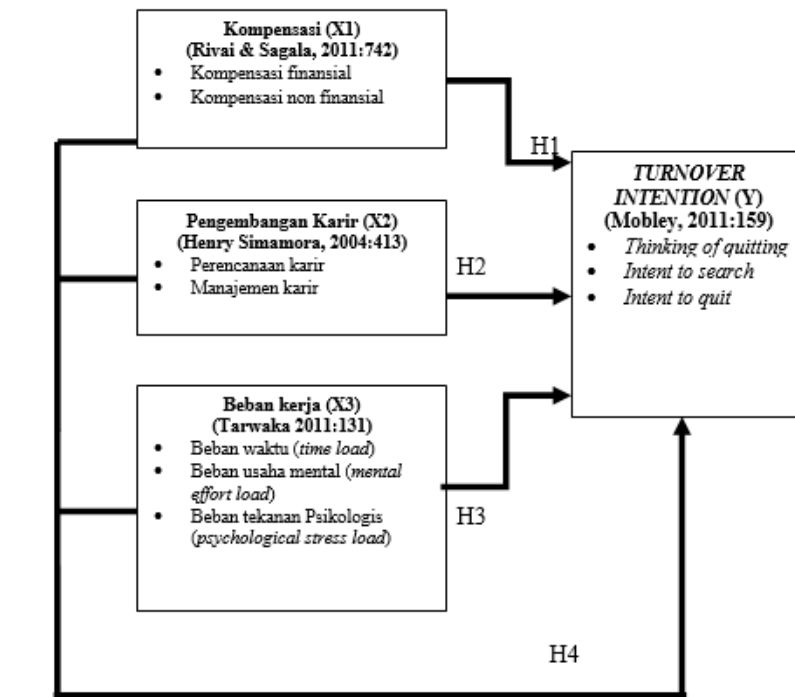 Kompensasi (X1)
(Rivai & Sagala, 2011:742)
• Kompensasi finansial
• Kompensasi non finansial
H1
TURNOVER
INTENTION (Y)
(Mobley, 2011:159)
• Thinking of quitting
• Intent to search
• Intent to quit
Pengembangan Karir (X2)
(Henry Simamora, 2004:413)
• Perencanaan karir
• Manajemen karir
H2
Beban kerja (X3)
(Tarwaka 2011:131)
• Beban waktu (time load)
• Beban usaha mental (mental
effort load)
• Beban tekanan Psikologis
(psychological stress load)
H3
H4